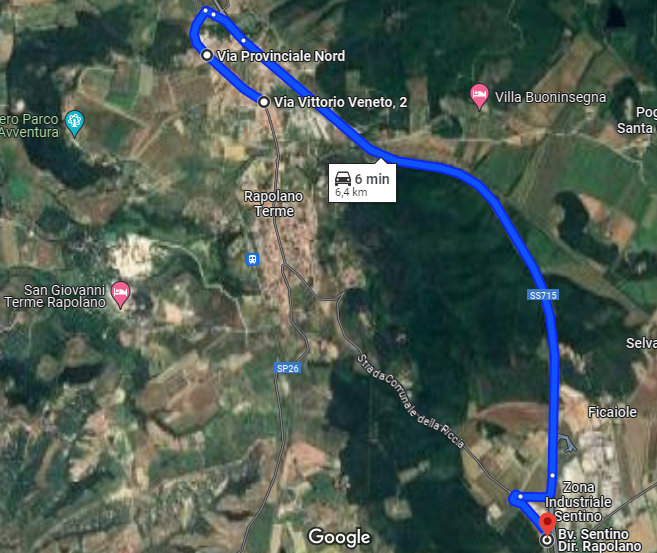 Via Provinciale Nord
Via Vittorio Veneto, 2
Villa Buoninsegna
ero Parco
Avventura
Pog
Santa
6 min
6,4 km
Rapolano
Terme
San Giovanni
Terme Rapolano
SS715
Selva
SP26
Strada Comunale della Piccia
Ficaiole
Zona
Industriale
Sentino
Bv. Sentino
Dir. Rapolano
Google